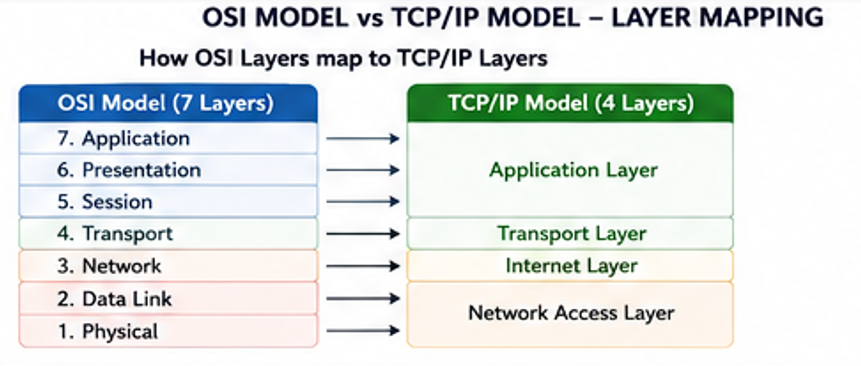 OSI MODEL vs TCP/IP MODEL – LAYER MAPPING
How OSI Layers map to TCP/IP Layers
OSI Model (7 Layers)
7. Application
6. Presentation
5. Session
4. Transport
3. Network
2. Data Link
1. Physical
TCP/IP Model (4 Layers)
Application Layer
Transport Layer
Internet Layer
Network Access Layer